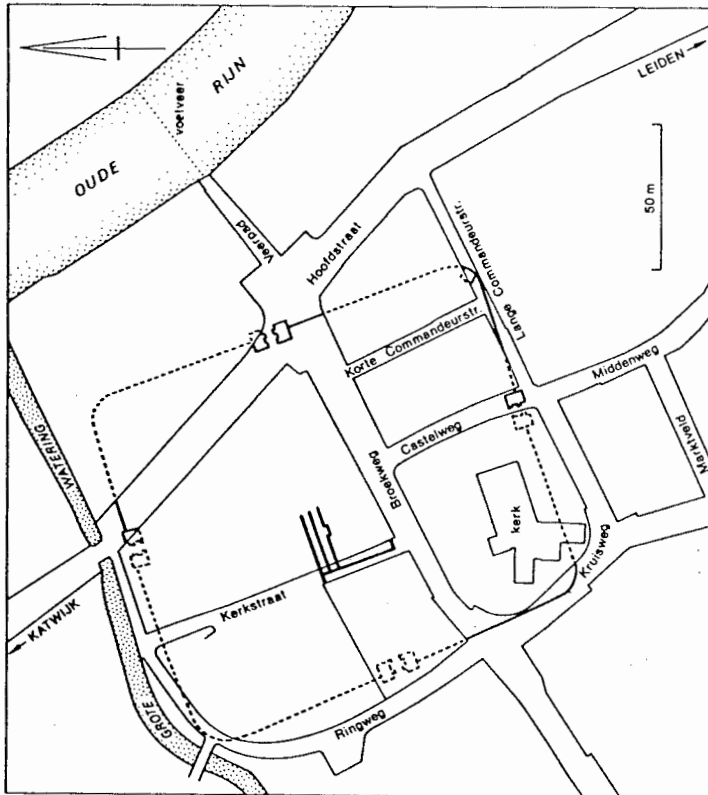 OUDE
RIJN
voetveer
LEIDEN
50 m
Veerpad
Hoofdstraat
Lange Commandeurstr.
Korte Commandeurstr.
Middenweg
Marktveld
Castelweg
Broekweg
WATERING
kerk
Kruisweg
KATWIJK
Kerkstraat
GROTE
Ringweg